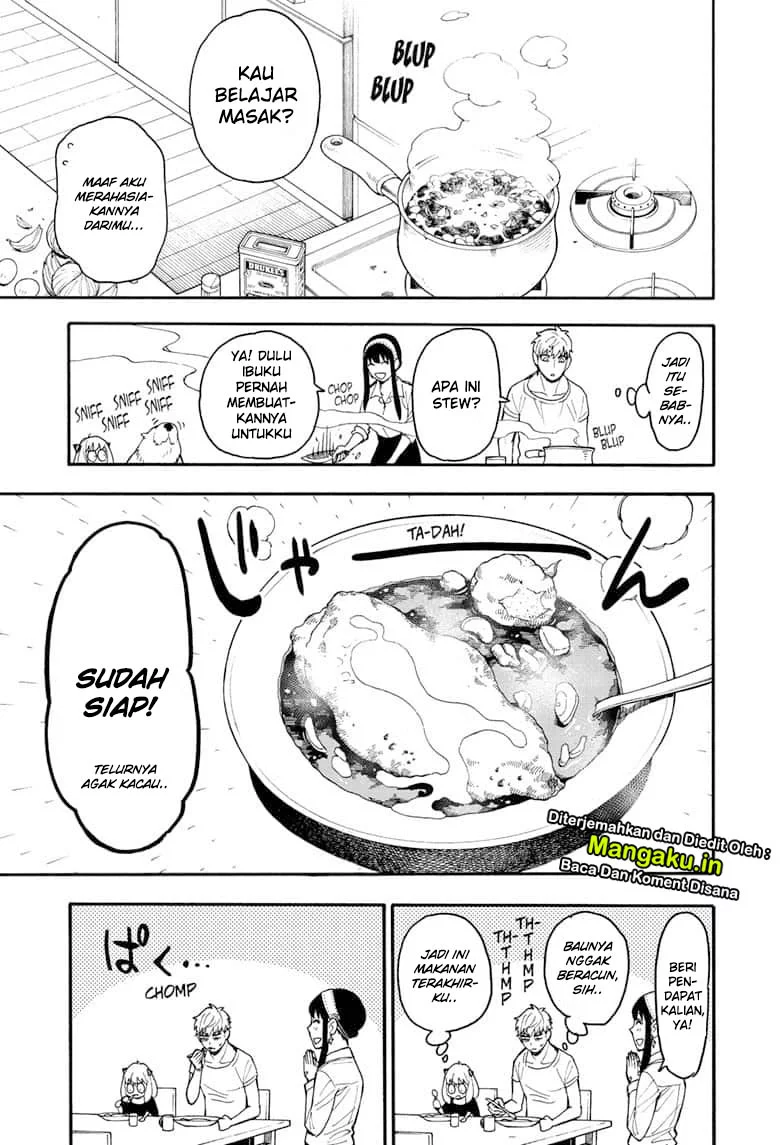 BLUP
BLUP
KAU
BELAJAR
MASAK?
MAAF AKU
MERAHASIA-
KANNYA
DARIMU...
BRUKEL
JADI
ITU
SE-
BAB-
NYA..
BLUP
BLUP
APA INI
STEW?
YA! DULU
IBUKU
PERNAH
MEMBUAT-
KANNYA
UNTUKKU
CHOP
CHOP
SNIFF
SNIFF
SNIFF
SNIFF
SNIFF
じゃーん
TA-DAH!
SUDAH
SIAP!
TELURNYA
AGAK KACAU..
Diterjemahkan dan Diedit Oleh :
Mangaku.in
Baca Dan Koment Disana
BERI
PEN-
DAPAT
KALIAN,
YA!
BAUNYA
NGGAK
BERACUN,
SIH..
TH-
THMP
TH-
THMP
JADI INI
MAKANAN
TERAKHIR-
KU..
ぱく...
CHOMP